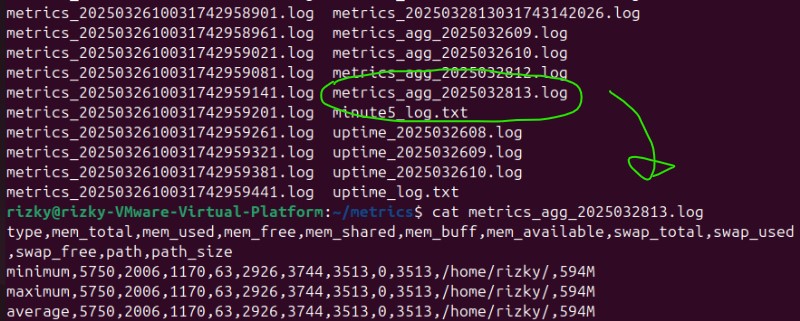 metrics_2025032610031742958901.log metrics_2025032813031743142026.log
metrics_2025032610031742958961.log metrics_agg_2025032609.log
metrics_2025032610031742959021.log metrics_agg_2025032610.log
metrics_2025032610031742959081.log metrics_agg_2025032812.log
metrics_2025032610031742959141.log metrics_agg_2025032813.log
metrics_2025032610031742959201.log minute5_log.txt
metrics_2025032610031742959261.log uptime_2025032608.log
metrics_2025032610031742959321.log uptime_2025032609.log
metrics_2025032610031742959381.log uptime_2025032610.log
metrics_2025032610031742959441.log uptime_log.txt
rizky@rizky-VMware-Virtual-Platform:~/metrics$ cat metrics_agg_2025032813.log
type,mem_total,mem_used,mem_free,mem_shared,mem_buff,mem_available,swap_total,swap_used
,swap_free,path,path_size
minimum,5750,2006,1170,63,2926,3744,3513,0,3513,/home/rizky/,594M
maximum,5750,2006,1170,63,2926,3744,3513,0,3513,/home/rizky/,594M
average,5750,2006,1170,63,2926,3744,3513,0,3513,/home/rizky/,594M